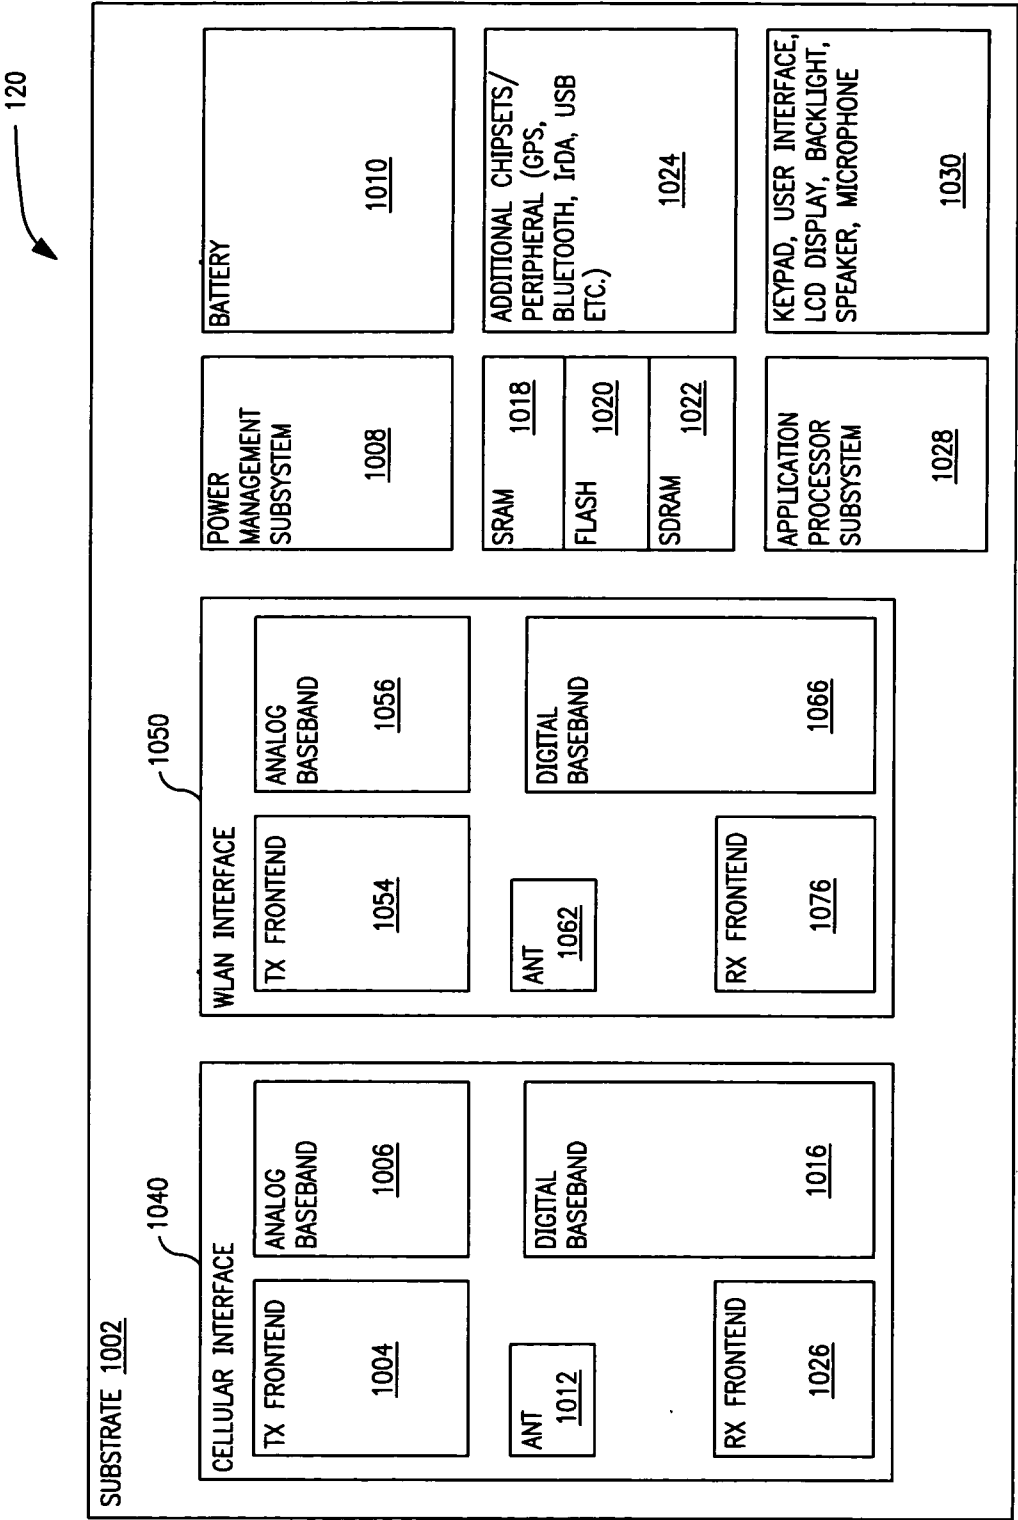 120
SUBSTRATE 1002
1040
CELLULAR INTERFACE
TX FRONTEND
1004
ANALOG
BASEBAND
1006
ANT
1012
DIGITAL
BASEBAND
1016
RX FRONTEND
1026
1050
WLAN INTERFACE
TX FRONTEND
1054
ANALOG
BASEBAND
1056
ANT
1062
DIGITAL
BASEBAND
1066
RX FRONTEND
1076
POWER
MANAGEMENT
SUBSYSTEM
1008
BATTERY
1010
SRAM
1018
FLASH
1020
SDRAM
1022
ADDITIONAL CHIPSETS/
PERIPHERAL (GPS,
BLUETOOTH, IrDA, USB
ETC.)
1024
APPLICATION
PROCESSOR
SUBSYSTEM
1028
KEYPAD, USER INTERFACE,
LCD DISPLAY, BACKLIGHT,
SPEAKER, MICROPHONE
1030